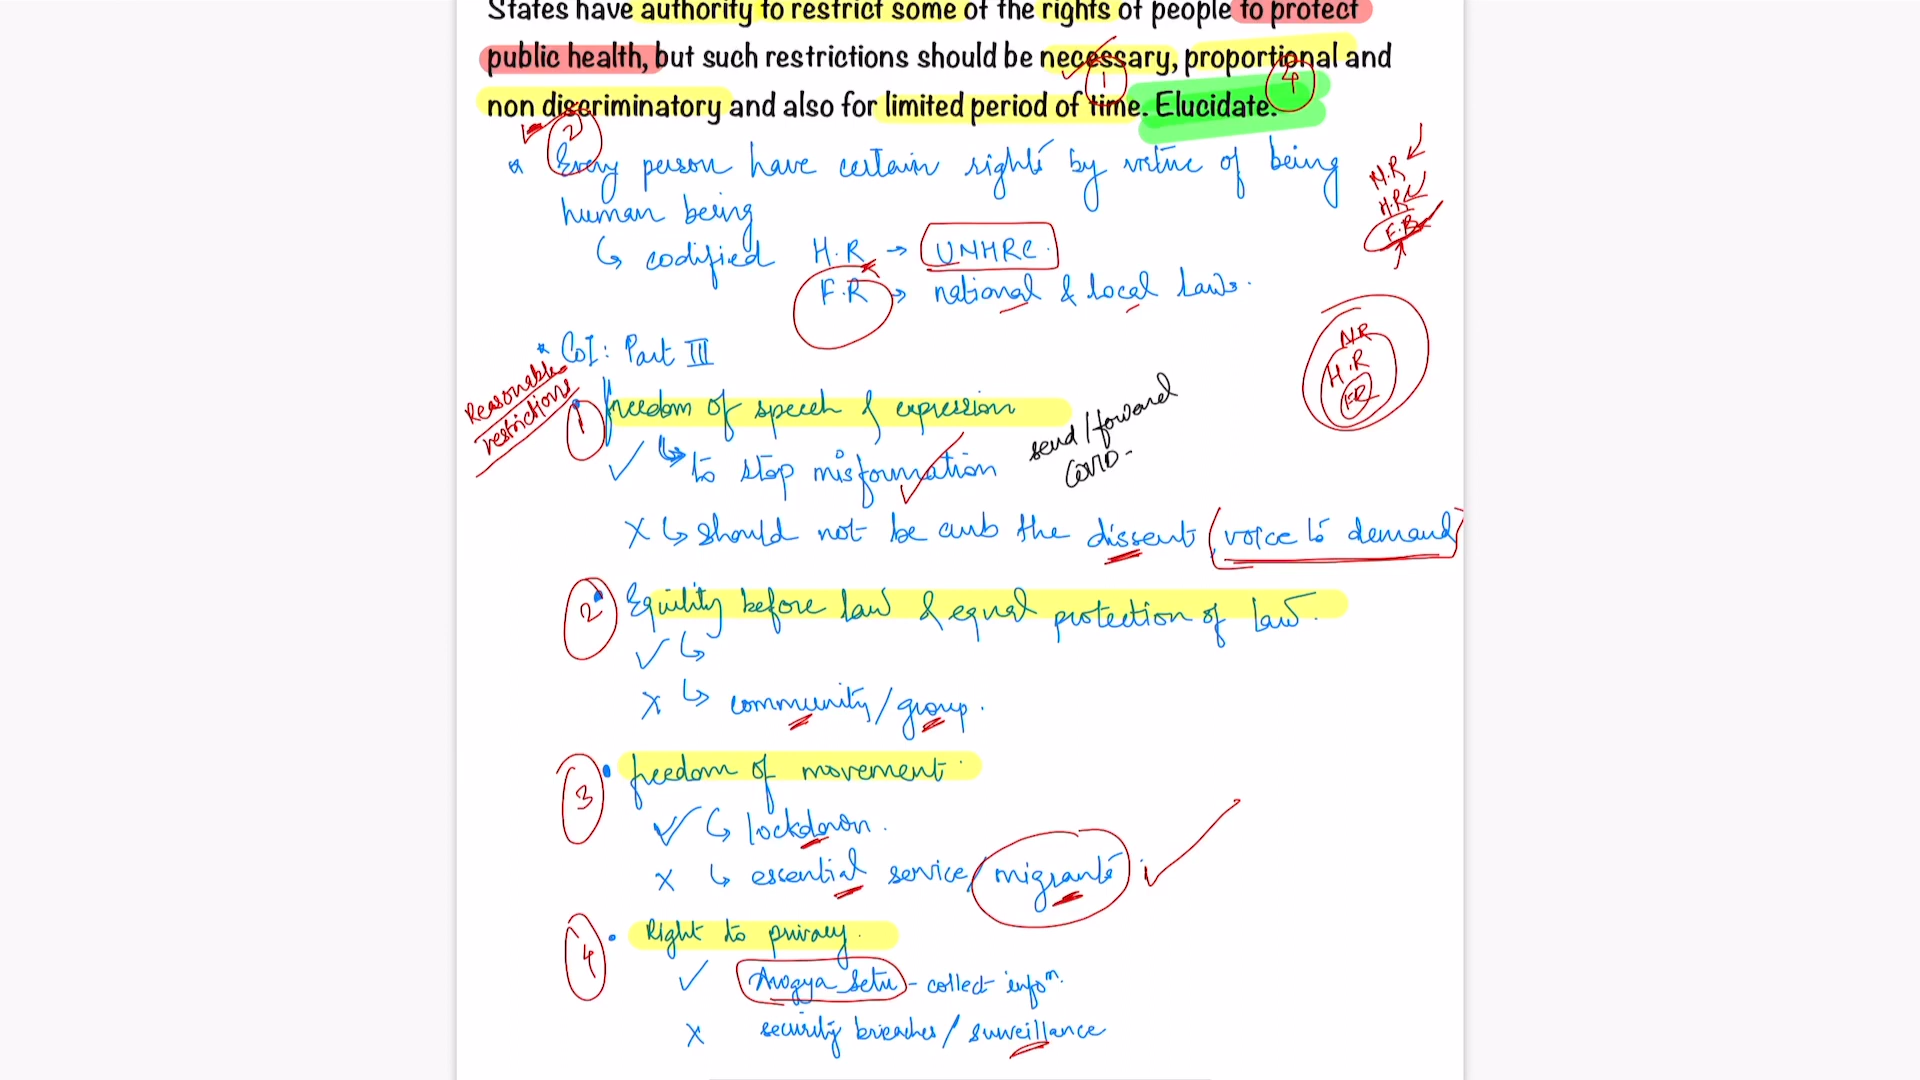 States have authority to restrict some of the rights of people to protect
public health, but such restrictions should be necessary, proportional and
non discriminatory and also for limited period of time. Elucidate.
1
4
2
* Every person have certain rights by virtue of being
human being
↳ codified H.R → UNHRC.
F.R → national & local laws.
N.R
H.R
F.R
N.R
H.R
F.R
* CoI: Part III
Reasonable
restrictions
1 freedom of speech & expression
✓ ↳ to stop misformation
send/forward
COVID -
X ↳ should not be curb the dissent (voice to demand)
2 • Equility before law & equal protection of law.
✓ ↳
X ↳ community/group.
3 • freedom of movement.
✓ ↳ lockdown.
X ↳ essential service/migrants
4 • Right to privacy.
✓ Arogya Setu - collect infoⁿ.
X security breaches/surveillance